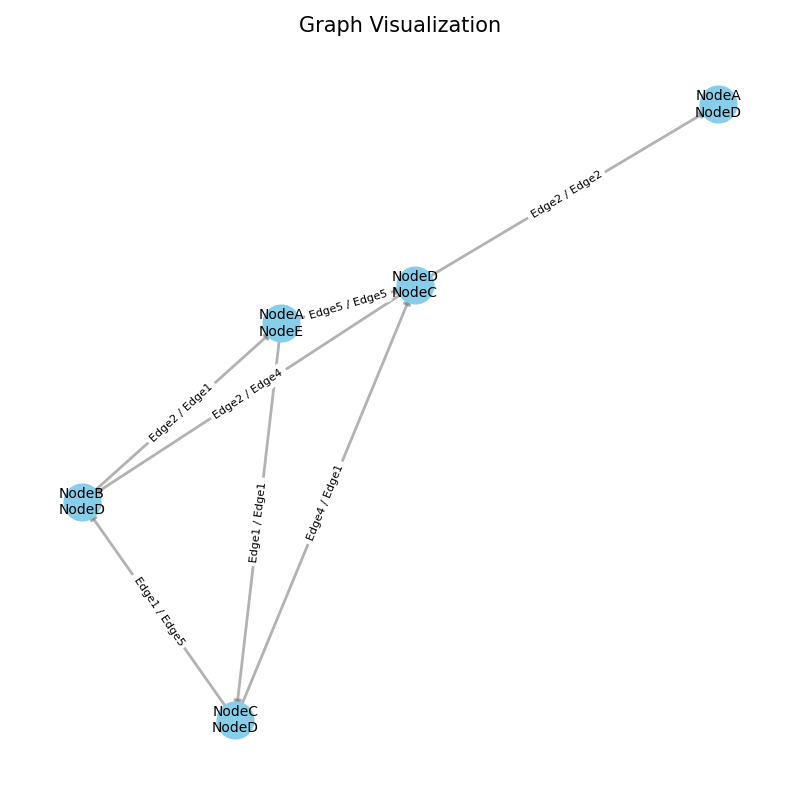 Graph Visualization
NodeA
NodeD
Edge2 / Edge2
NodeD
NodeC
Edge5 / Edge5
NodeA
NodeE
Edge2 / Edge4
Edge2 / Edge1
NodeB
NodeD
Edge4 / Edge1
Edge1 / Edge1
Edge1 / Edge5
NodeC
NodeD